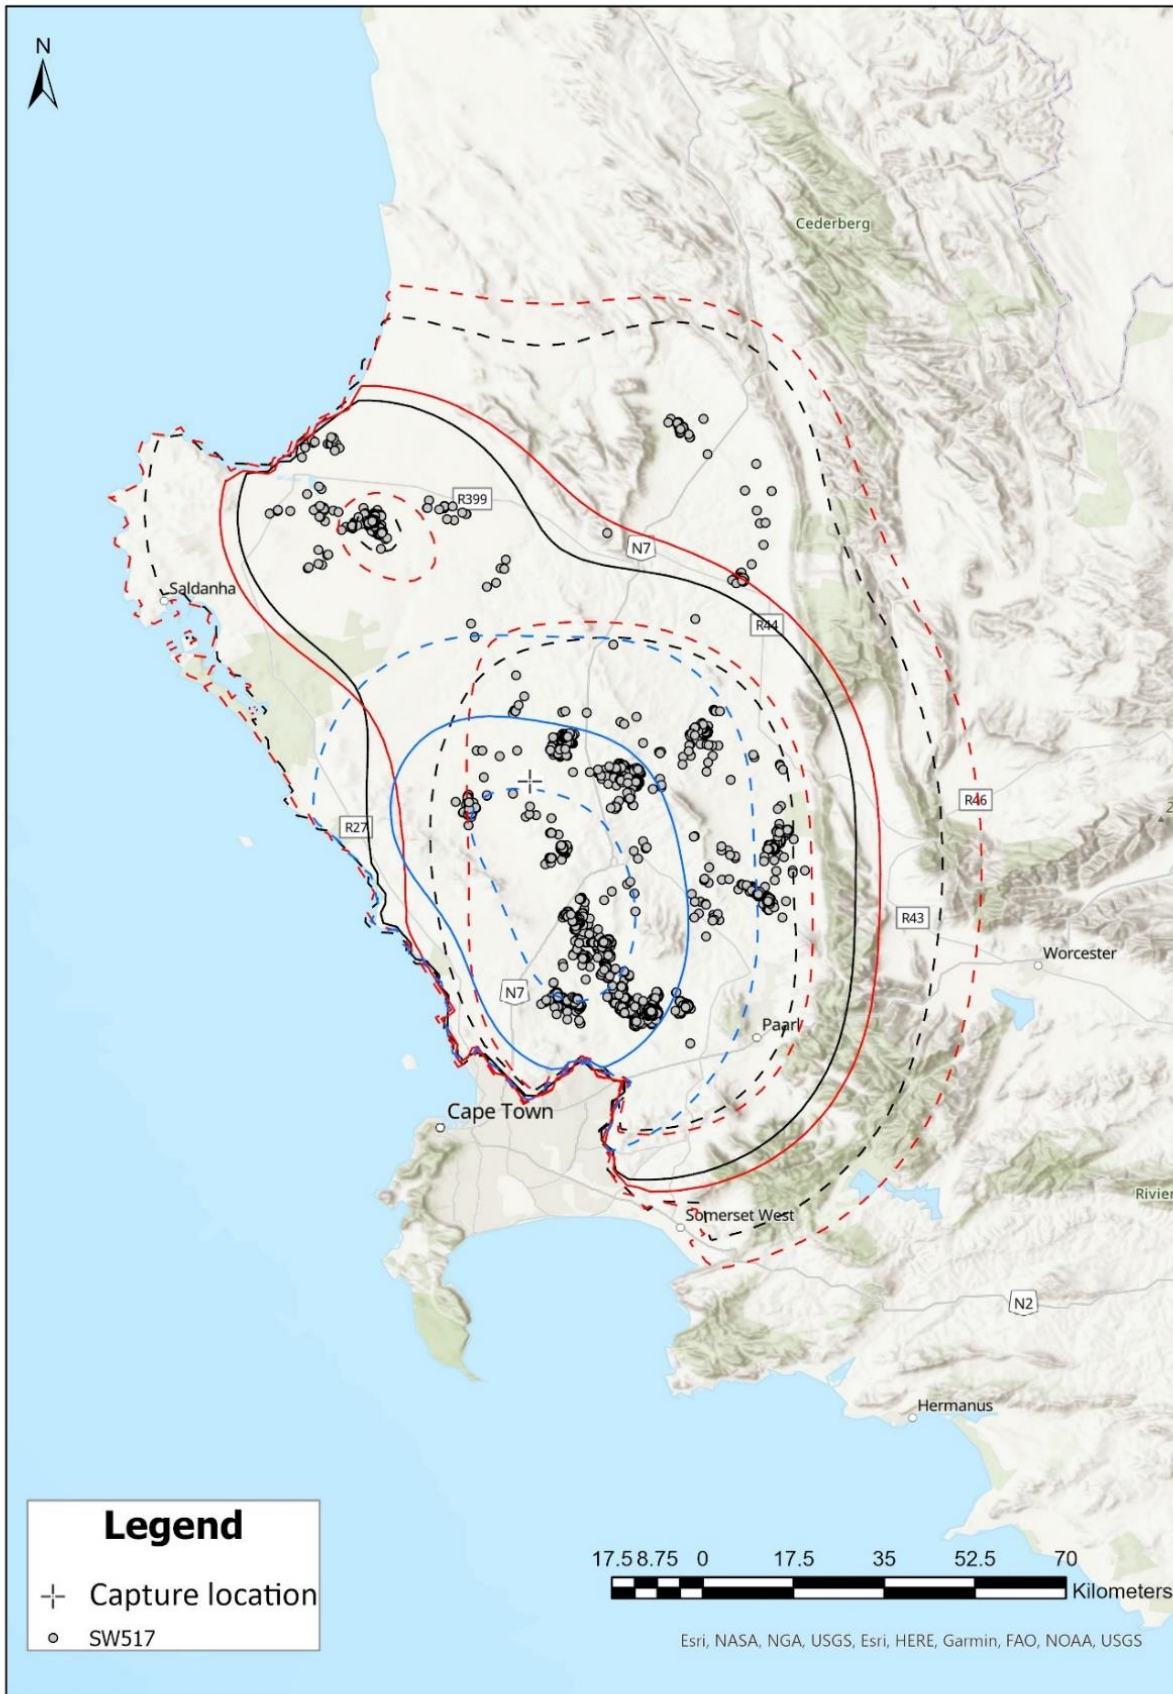 N
Cederberg
R399
N7
Saldanha
R44
R46
R27
R43
Worcester
N7
Paarl
Cape Town
Rivier
Somerset West
N2
Hermanus
Legend
Capture location
SW517
17.5 8.75 0 17.5 35 52.5 70
Kilometers
Esri, NASA, NGA, USGS, Esri, HERE, Garmin, FAO, NOAA, USGS